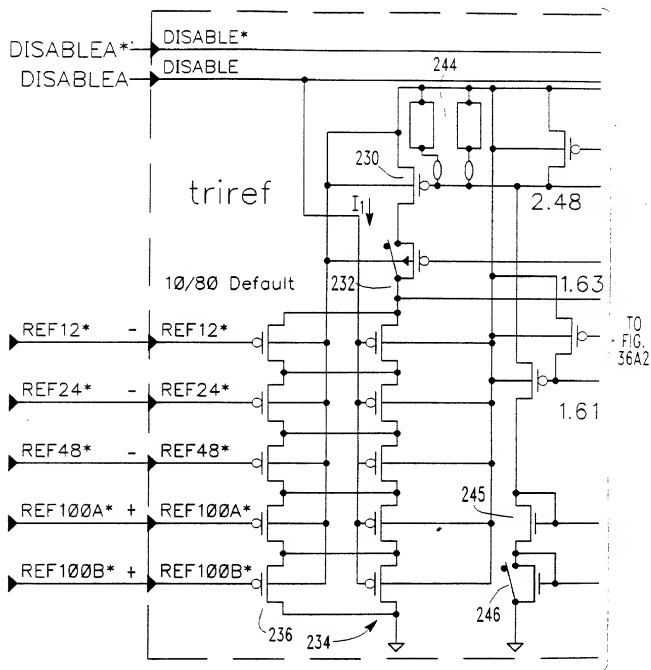 DISABLEA* DISABLE*
DISABLEA DISABLE
244
230
triref
2.48
I1
10/80 Default
232
1.63
REF12* - REF12*
TO
FIG.
36A2
REF24* - REF24*
1.61
REF48* - REF48*
245
REF100A* + REF100A*
REF100B* + REF100B*
236
234
246